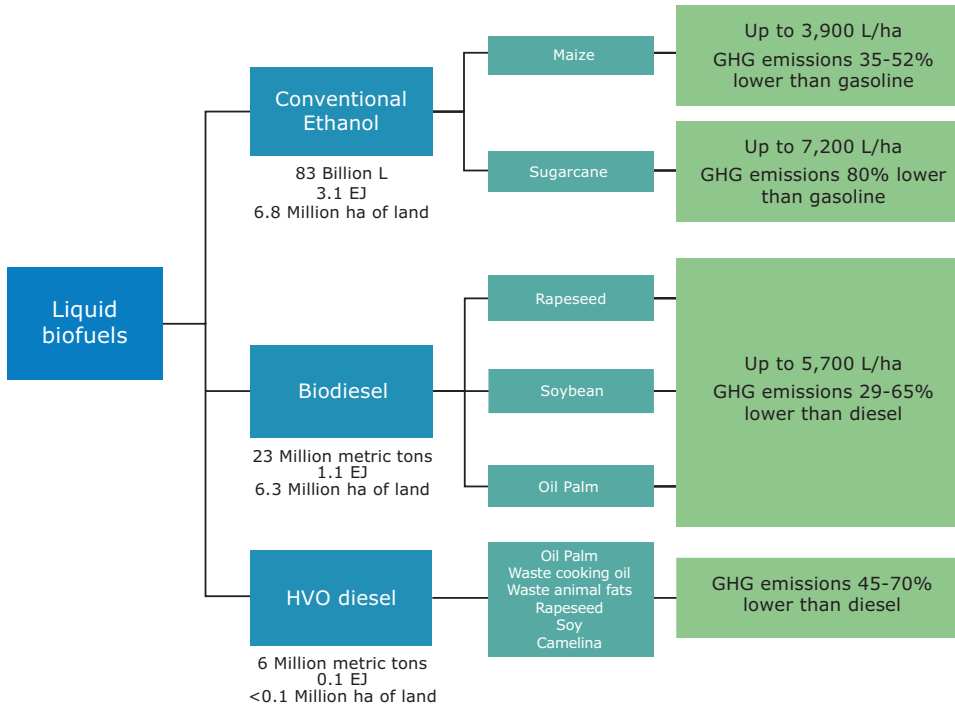 Liquid
biofuels
Conventional
Ethanol
83 Billion L
3.1 EJ
6.8 Million ha of land
Maize
Up to 3,900 L/ha
GHG emissions 35-52%
lower than gasoline
Sugarcane
Up to 7,200 L/ha
GHG emissions 80% lower
than gasoline
Biodiesel
23 Million metric tons
1.1 EJ
6.3 Million ha of land
Rapeseed
Soybean
Oil Palm
Up to 5,700 L/ha
GHG emissions 29-65%
lower than diesel
HVO diesel
6 Million metric tons
0.1 EJ
<0.1 Million ha of land
Oil Palm
Waste cooking oil
Waste animal fats
Rapeseed
Soy
Camelina
GHG emissions 45-70%
lower than diesel